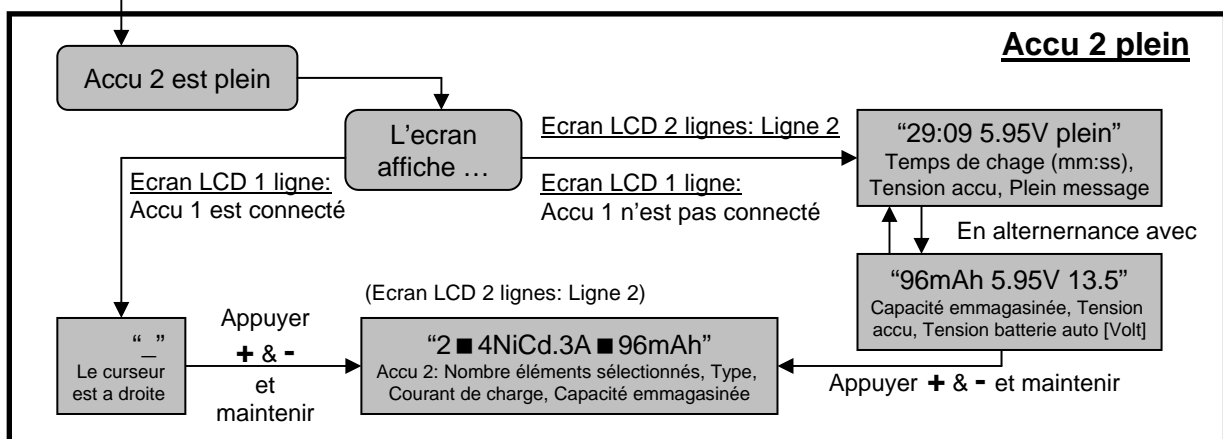 Accu 2 plein
Accu 2 est plein
L'ecran
affiche …
Ecran LCD 2 lignes: Ligne 2
Ecran LCD 1 ligne:
Accu 1 n'est pas connecté
Ecran LCD 1 ligne:
Accu 1 est connecté
“29:09 5.95V plein”
Temps de chage (mm:ss),
Tension accu, Plein message
En alternernance avec
“96mAh 5.95V 13.5”
Capacité emmagasinée, Tension
accu, Tension batterie auto [Volt]
Appuyer + & - et maintenir
(Ecran LCD 2 lignes: Ligne 2)
“_”
Le curseur
est a droite
Appuyer
+ & -
et
maintenir
“2 ■ 4NiCd.3A ■ 96mAh”
Accu 2: Nombre éléments sélectionnés, Type,
Courant de charge, Capacité emmagasinée